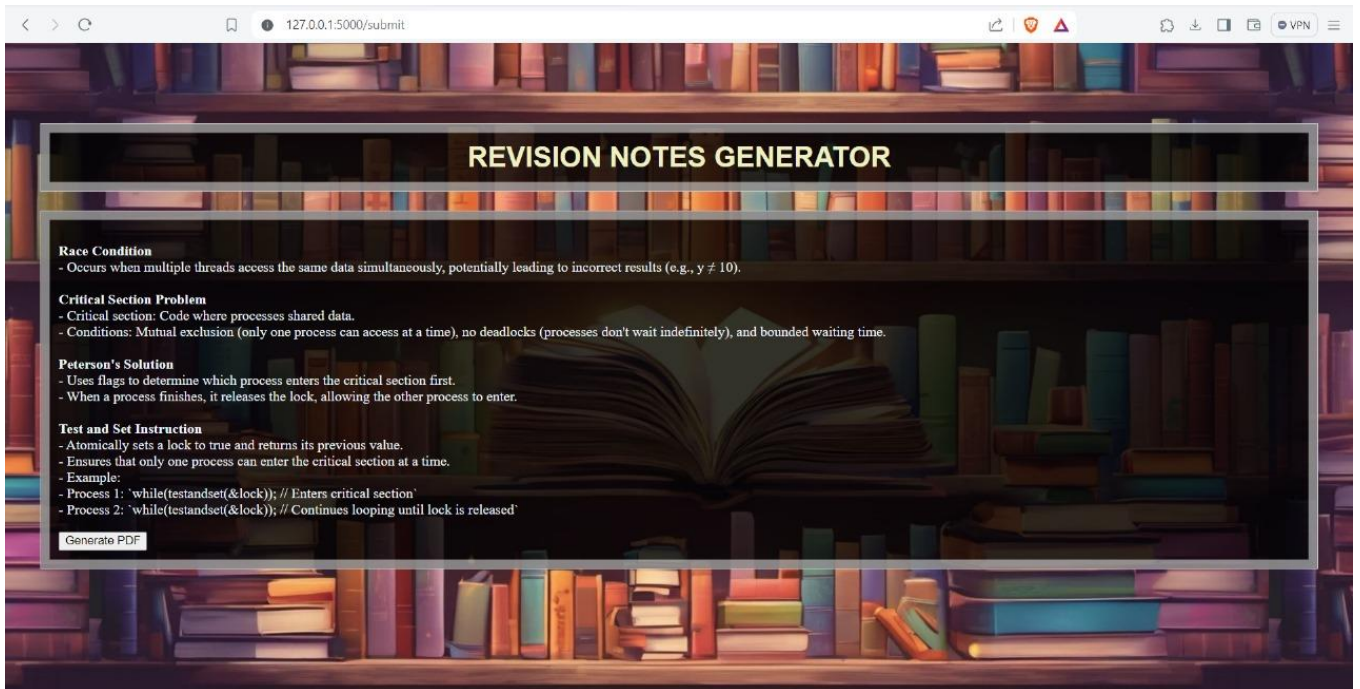 127.0.0.1:5000/submit
VPN
REVISION NOTES GENERATOR
Race Condition
- Occurs when multiple threads access the same data simultaneously, potentially leading to incorrect results (e.g., y ≠ 10).
Critical Section Problem
- Critical section: Code where processes shared data.
- Conditions: Mutual exclusion (only one process can access at a time), no deadlocks (processes don't wait indefinitely), and bounded waiting time.
Peterson's Solution
- Uses flags to determine which process enters the critical section first.
- When a process finishes, it releases the lock, allowing the other process to enter.
Test and Set Instruction
- Atomically sets a lock to true and returns its previous value.
- Ensures that only one process can enter the critical section at a time.
- Example:
- Process 1: `while(testandset(&lock)); // Enters critical section`
- Process 2: `while(testandset(&lock)); // Continues looping until lock is released`
Generate PDF